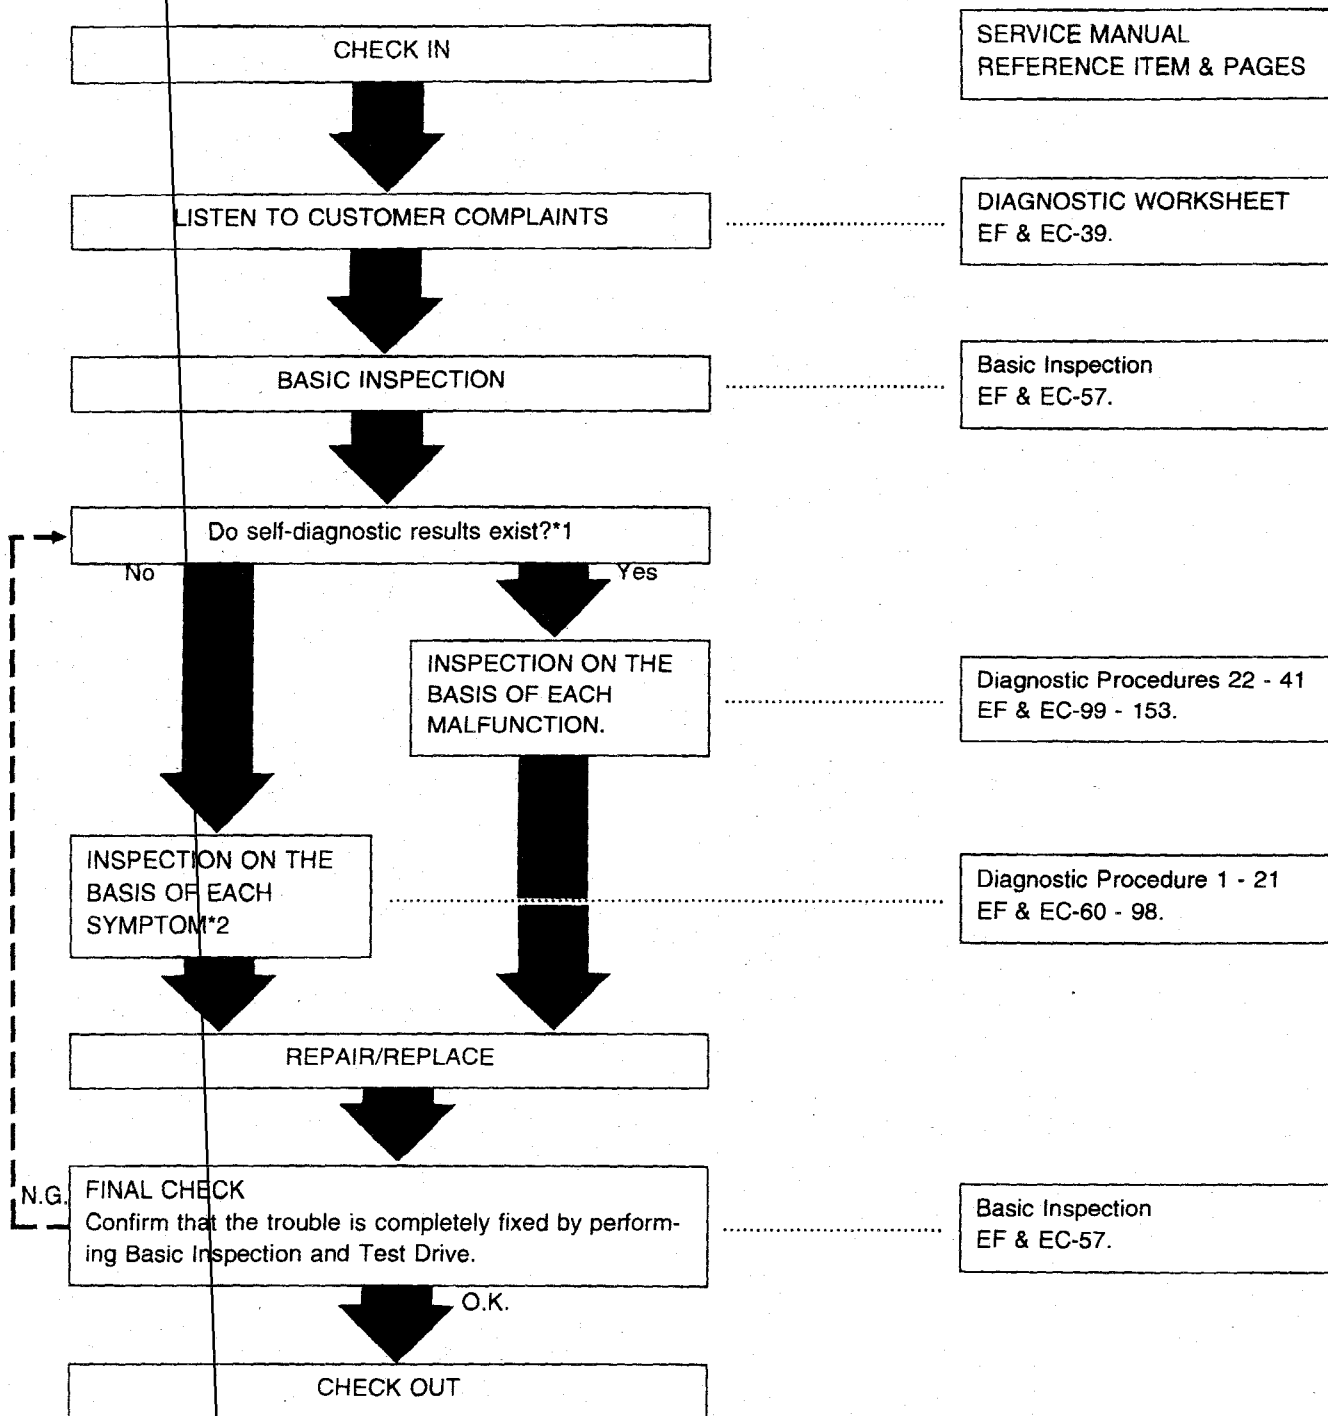 CHECK IN
SERVICE MANUAL
REFERENCE ITEM & PAGES
LISTEN TO CUSTOMER COMPLAINTS
DIAGNOSTIC WORKSHEET
EF & EC-39.
BASIC INSPECTION
Basic Inspection
EF & EC-57.
Do self-diagnostic results exist?*1
No
Yes
INSPECTION ON THE
BASIS OF EACH
MALFUNCTION.
Diagnostic Procedures 22 - 41
EF & EC-99 - 153.
INSPECTION ON THE
BASIS OF EACH
SYMPTOM*2
Diagnostic Procedure 1 - 21
EF & EC-60 - 98.
REPAIR/REPLACE
N.G.
FINAL CHECK
Confirm that the trouble is completely fixed by perform-
ing Basic Inspection and Test Drive.
Basic Inspection
EF & EC-57.
O.K.
CHECK OUT